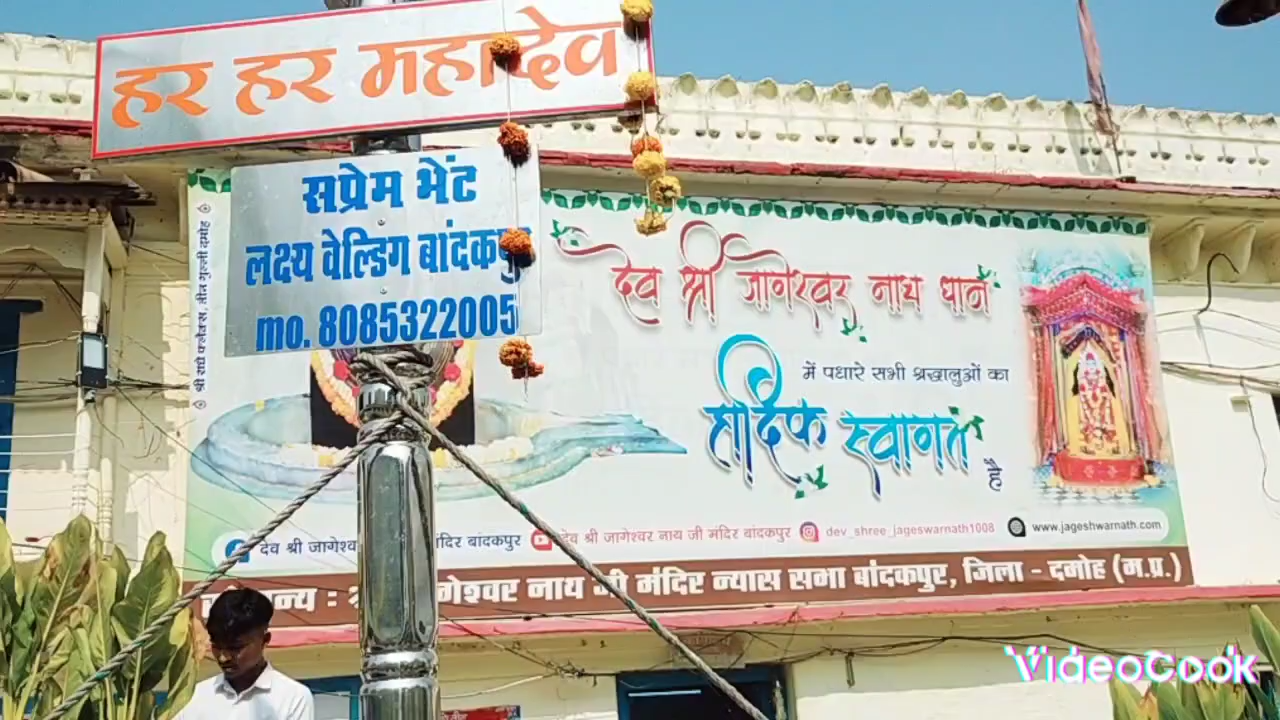 हर हर महादेव
सप्रेम भेंट
लक्ष्य वेल्डिंग बांदकपुर
mo. 8085322005
देव श्री जागेश्वर नाथ धाम
में पधारे सभी श्रद्धालुओं का
हार्दिक स्वागत है
देव श्री जागेश्व दिर बांदकपुर देव श्री जागेश्वर नाथ जी मंदिर बांदकपुर dev_shree_jageswarnath1008 www.jageshwarnath.com
गेश्वर नाथ जी मंदिर न्यास सभा बांदकपुर, जिला - दमोह (म.प्र.)
VideoCook